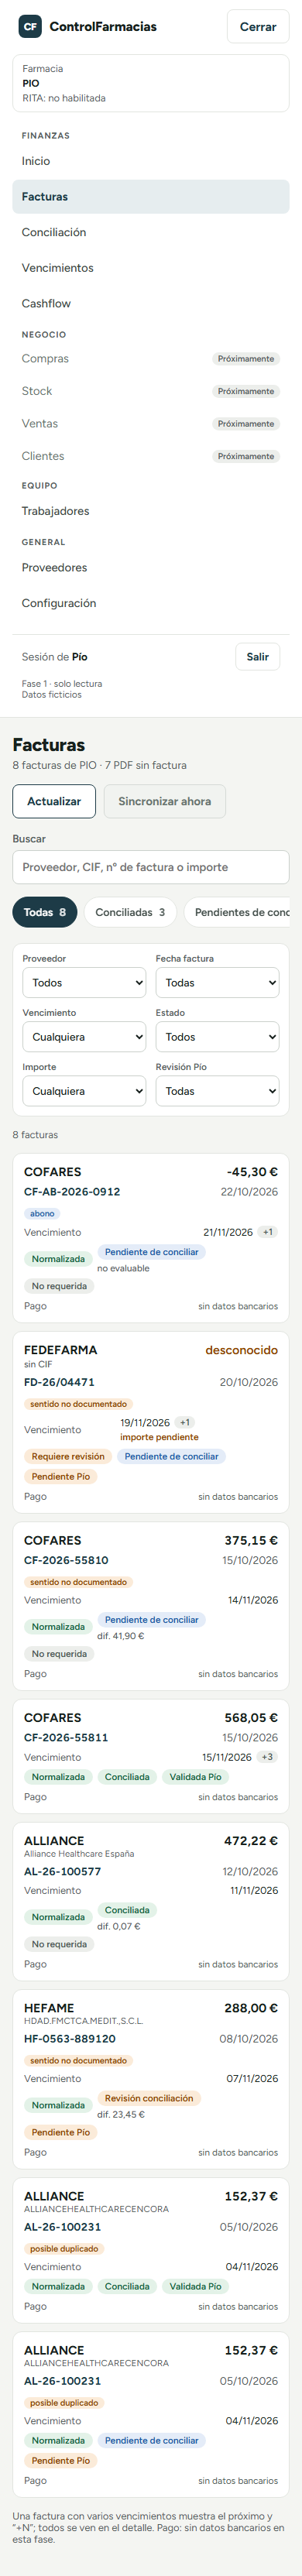 CF ControlFarmacias Cerrar
Farmacia
PIO
RITA: no habilitada
FINANZAS
Inicio
Facturas
Conciliación
Vencimientos
Cashflow
NEGOCIO
Compras Próximamente
Stock Próximamente
Ventas Próximamente
Clientes Próximamente
EQUIPO
Trabajadores
GENERAL
Proveedores
Configuración
Sesión de Pío Salir
Fase 1 · solo lectura
Datos ficticios
Facturas
8 facturas de PIO · 7 PDF sin factura
Actualizar Sincronizar ahora
Buscar
Proveedor, CIF, nº de factura o importe
Todas 8 Conciliadas 3 Pendientes de conc
Proveedor Fecha factura
Todos Todas
Vencimiento Estado
Cualquiera Todos
Importe Revisión Pío
Cualquiera Todas
8 facturas
COFARES -45,30 €
CF-AB-2026-0912 22/10/2026
abono
Vencimiento 21/11/2026 +1
Normalizada Pendiente de conciliar
no evaluable
No requerida
Pago sin datos bancarios
FEDEFARMA desconocido
sin CIF
FD-26/04471 20/10/2026
sentido no documentado
Vencimiento 19/11/2026 +1
importe pendiente
Requiere revisión Pendiente de conciliar
Pendiente Pío
Pago sin datos bancarios
COFARES 375,15 €
CF-2026-55810 15/10/2026
sentido no documentado
Vencimiento 14/11/2026
Normalizada Pendiente de conciliar
dif. 41,90 €
No requerida
Pago sin datos bancarios
COFARES 568,05 €
CF-2026-55811 15/10/2026
Vencimiento 15/11/2026 +3
Normalizada Conciliada Validada Pío
Pago sin datos bancarios
ALLIANCE 472,22 €
Alliance Healthcare España
AL-26-100577 12/10/2026
Vencimiento 11/11/2026
Normalizada Conciliada
dif. 0,07 €
No requerida
Pago sin datos bancarios
HEFAME 288,00 €
HDAD.FMCTCA.MEDIT.,S.C.L.
HF-0563-889120 08/10/2026
sentido no documentado
Vencimiento 07/11/2026
Normalizada Revisión conciliación
dif. 23,45 €
Pendiente Pío
Pago sin datos bancarios
ALLIANCE 152,37 €
ALLIANCEHEALTHCARECENCORA
AL-26-100231 05/10/2026
posible duplicado
Vencimiento 04/11/2026
Normalizada Conciliada Validada Pío
Pago sin datos bancarios
ALLIANCE 152,37 €
ALLIANCEHEALTHCARECENCORA
AL-26-100231 05/10/2026
posible duplicado
Vencimiento 04/11/2026
Normalizada Pendiente de conciliar
Pendiente Pío
Pago sin datos bancarios
Una factura con varios vencimientos muestra el próximo y
“+N”; todos se ven en el detalle. Pago: sin datos bancarios en
esta fase.